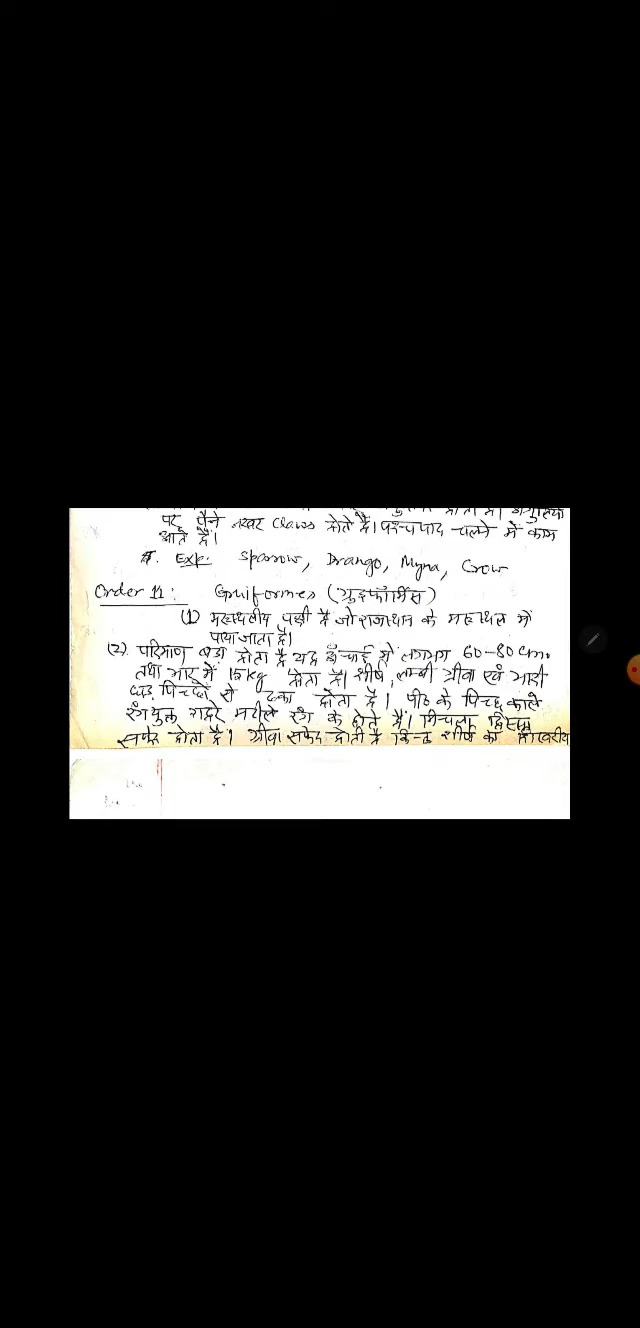 पर पैने नखर claws होते हैं। पश्चपाद चलने में काम
आते हैं।
Exp. Sparrow, Drango, Myna, Crow
Order 11: Gruiformes (ग्रुइफॉर्मिस)
(1) मरुस्थलीय पक्षी है जो राजस्थान के मरुस्थल में
पाया जाता है।
(2). परिमाण बड़ा होता है यह ऊँचाई में लगभग 60-80 cm.
तथा भार में 15kg होता है। शीर्ष, लम्बी ग्रीवा एवं भारी
धड़ पिच्छों से ढका होता है। पीठ के पिच्छ काले
रंगयुक्त गहरे मटीले रंग के होते हैं। निचला हिस्सा
सफेद होता है। ग्रीवा सफेद होती है किन्तु शीर्ष का